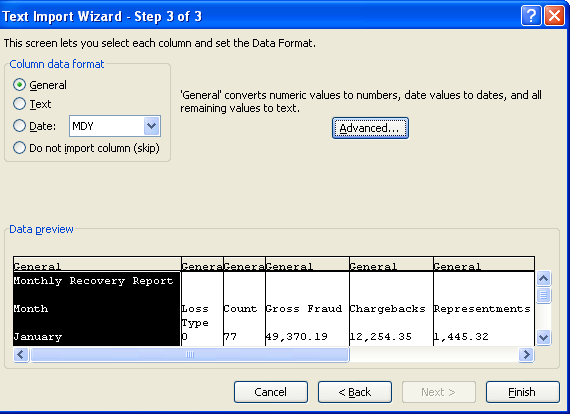 Text Import Wizard - Step 3 of 3
This screen lets you select each column and set the Data Format.
Column data format
General
Text
Date: MDY
Do not import column (skip)
'General' converts numeric values to numbers, date values to dates, and all
remaining values to text.
Advanced...
Data preview
General Genera General General General General
Monthly Recovery Report
Month Loss Count Gross Fraud Chargebacks Representments
Type
January 0 77 49,370.19 12,254.35 1,445.32
Cancel < Back Next > Finish